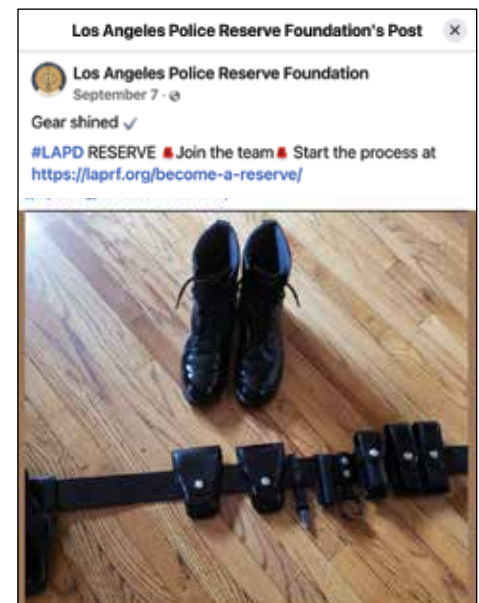 Los Angeles Police Reserve Foundation's Post
Los Angeles Police Reserve Foundation
September 7 ·
Gear shined ✓
#LAPD RESERVE 🚨Join the team🚨 Start the process at
https://laprf.org/become-a-reserve/